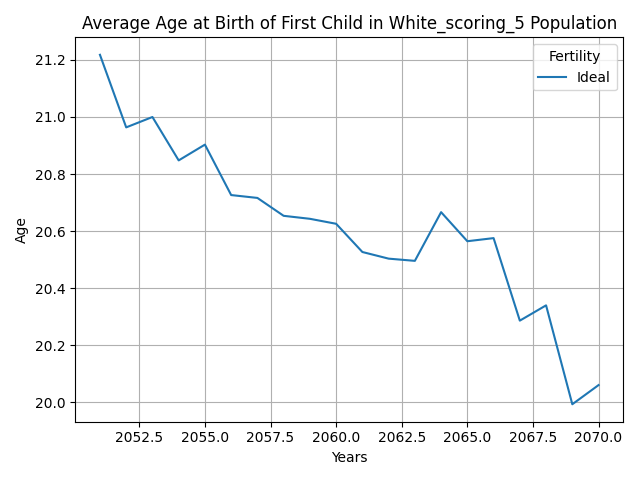 Average Age at Birth of First Child in White_scoring_5 Population
Fertility
Ideal
Age
21.2
21.0
20.8
20.6
20.4
20.2
20.0
2052.5 2055.0 2057.5 2060.0 2062.5 2065.0 2067.5 2070.0
Years